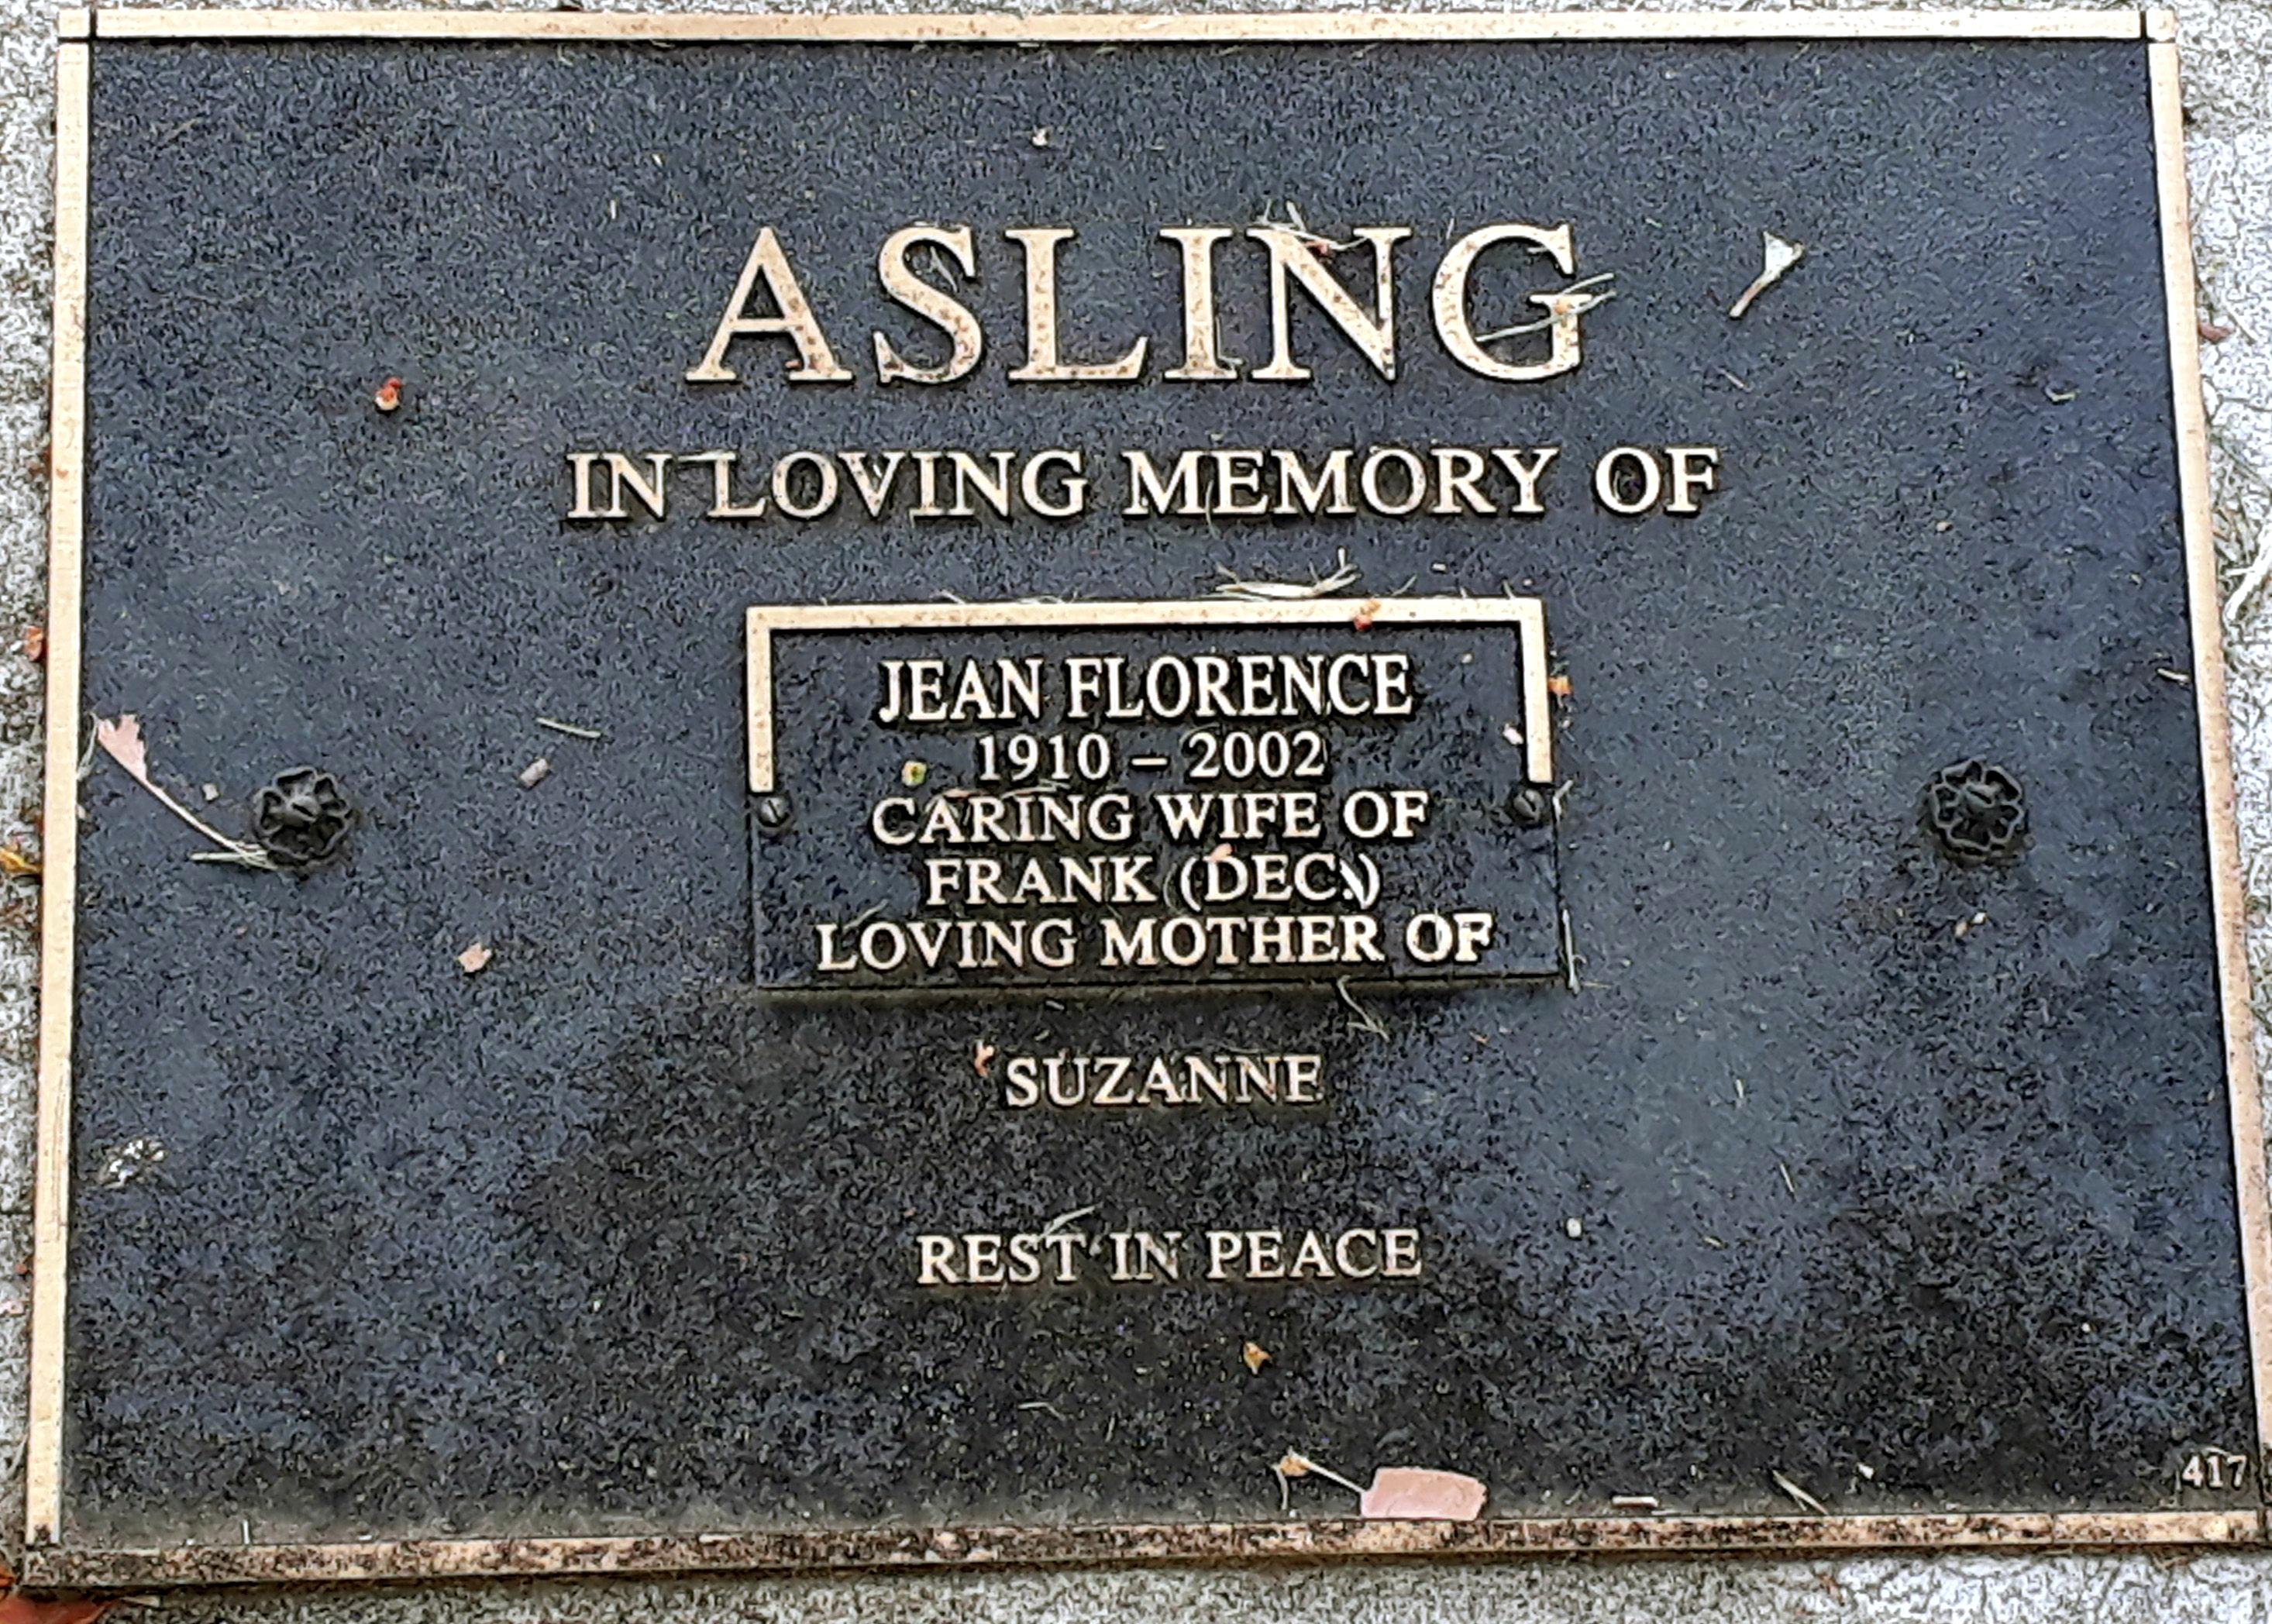 ASLING
IN LOVING MEMORY OF
JEAN FLORENCE
1910 – 2002
CARING WIFE OF
FRANK (DEC.)
LOVING MOTHER OF
SUZANNE
REST IN PEACE
417